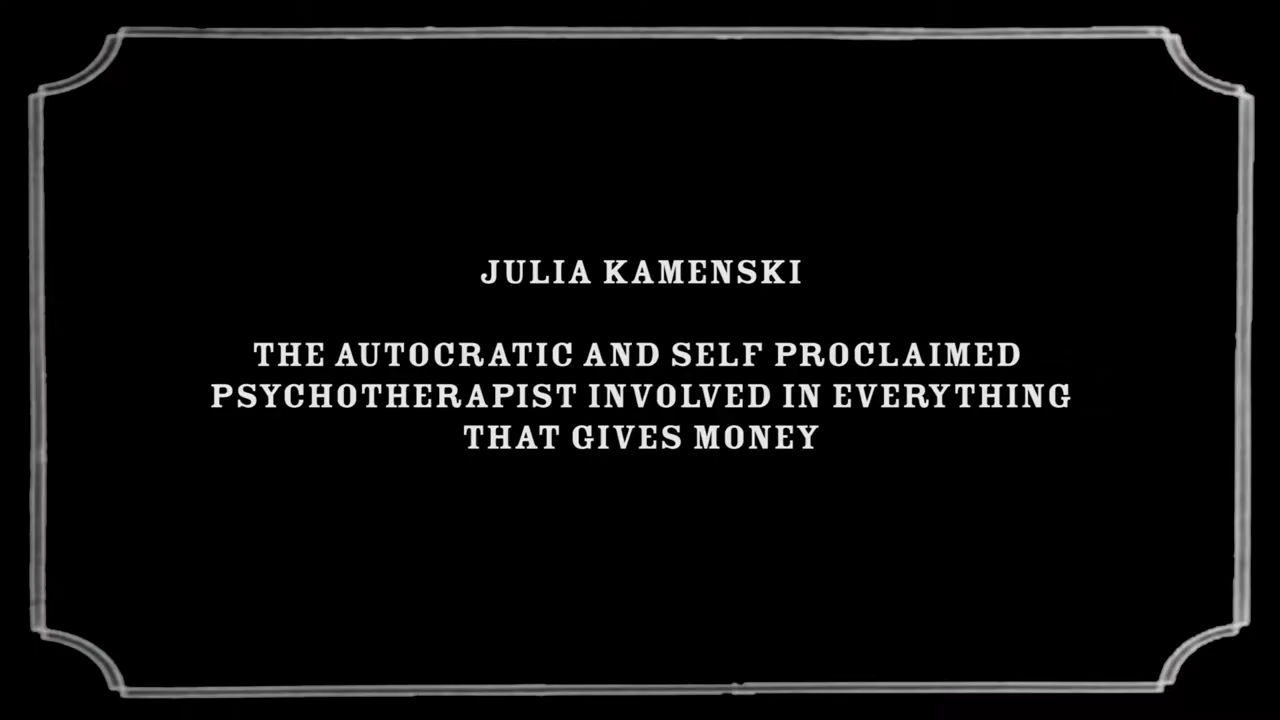 JULIA KAMENSKI
THE AUTOCRATIC AND SELF PROCLAIMED
PSYCHOTHERAPIST INVOLVED IN EVERYTHING
THAT GIVES MONEY